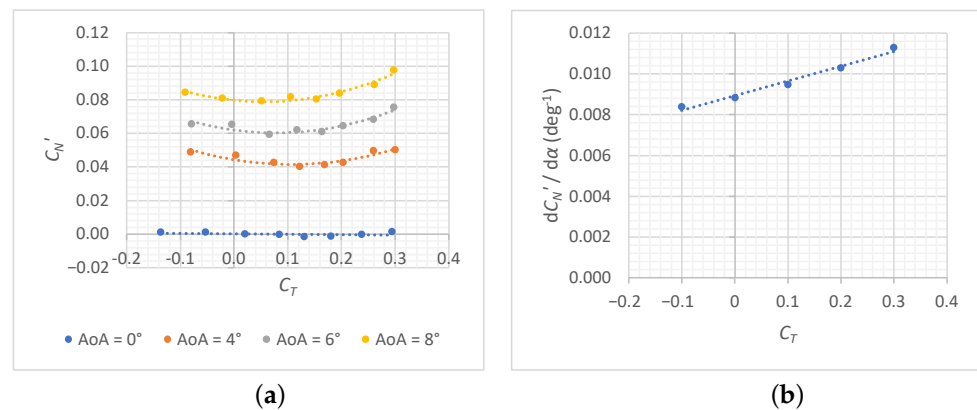 0.12
0.10
0.08
0.06
0.04
0.02
0.00
−0.02
C_N′
−0.2 −0.1 0.0 0.1 0.2 0.3 0.4
C_T
AoA = 0° AoA = 4° AoA = 6° AoA = 8°
(a)
0.012
0.010
0.008
0.006
0.004
0.002
0.000
dC_N′ / dα (deg⁻¹)
−0.2 −0.1 0 0.1 0.2 0.3 0.4
C_T
(b)